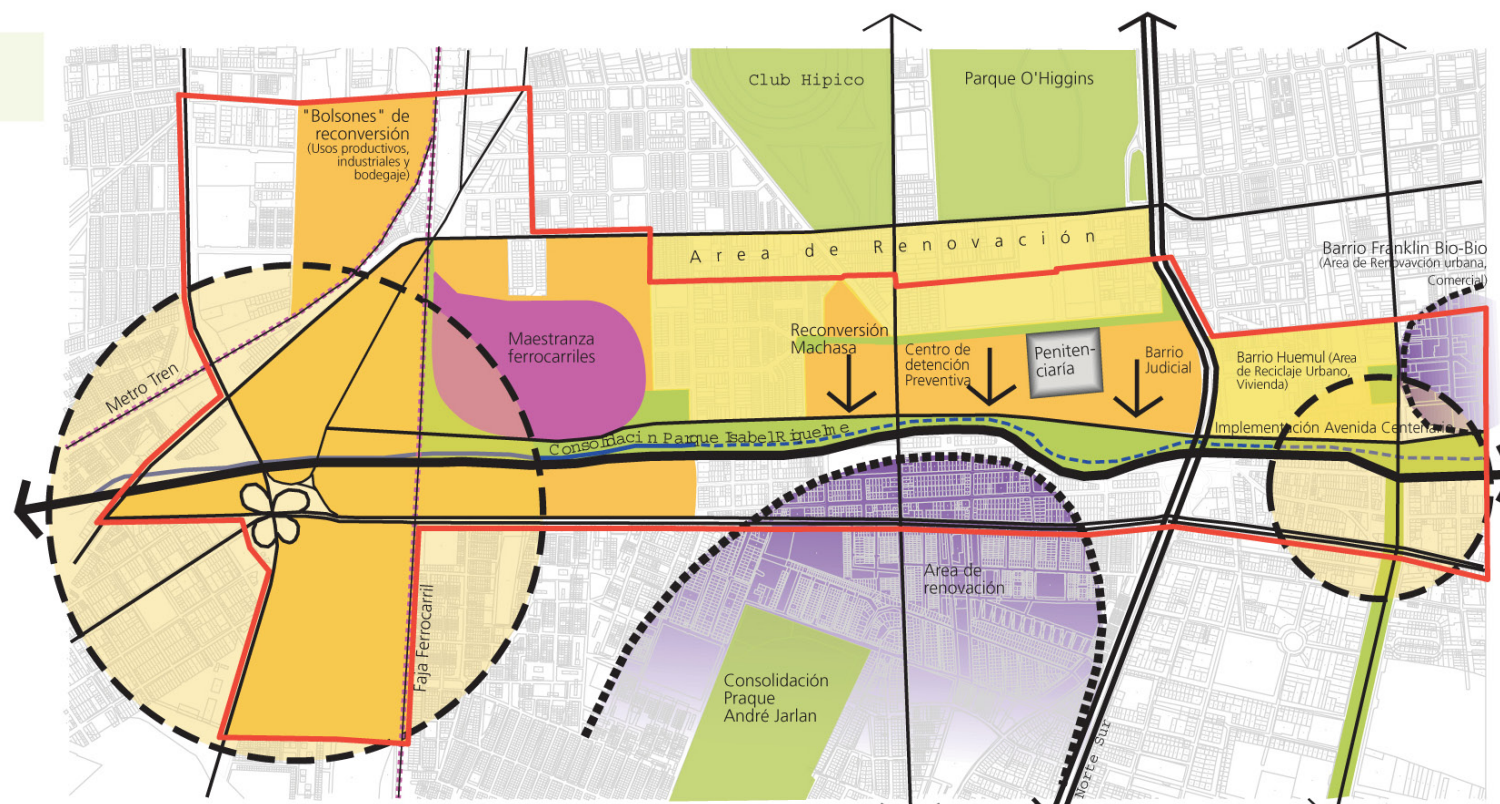 Club Hipico
Parque O'Higgins
"Bolsones" de
reconversión
(Usos productivos,
industriales y
bodegaje)
Area de Renovación
Barrio Franklin Bio-Bio
(Area de Renovavción urbana,
Comercial)
Maestranza
ferrocarriles
Reconversión
Machasa
Centro de
detención
Preventiva
Peniten-
ciaría
Barrio
Judicial
Barrio Huemul (Area
de Reciclaje Urbano,
Vivienda)
Metro Tren
Consolidacin Parque Isabel Riquelme
Implementación Avenida Centenario
Area de
renovación
Faja Ferrocarril
Consolidación
Praque
André Jarlan
Norte Sur